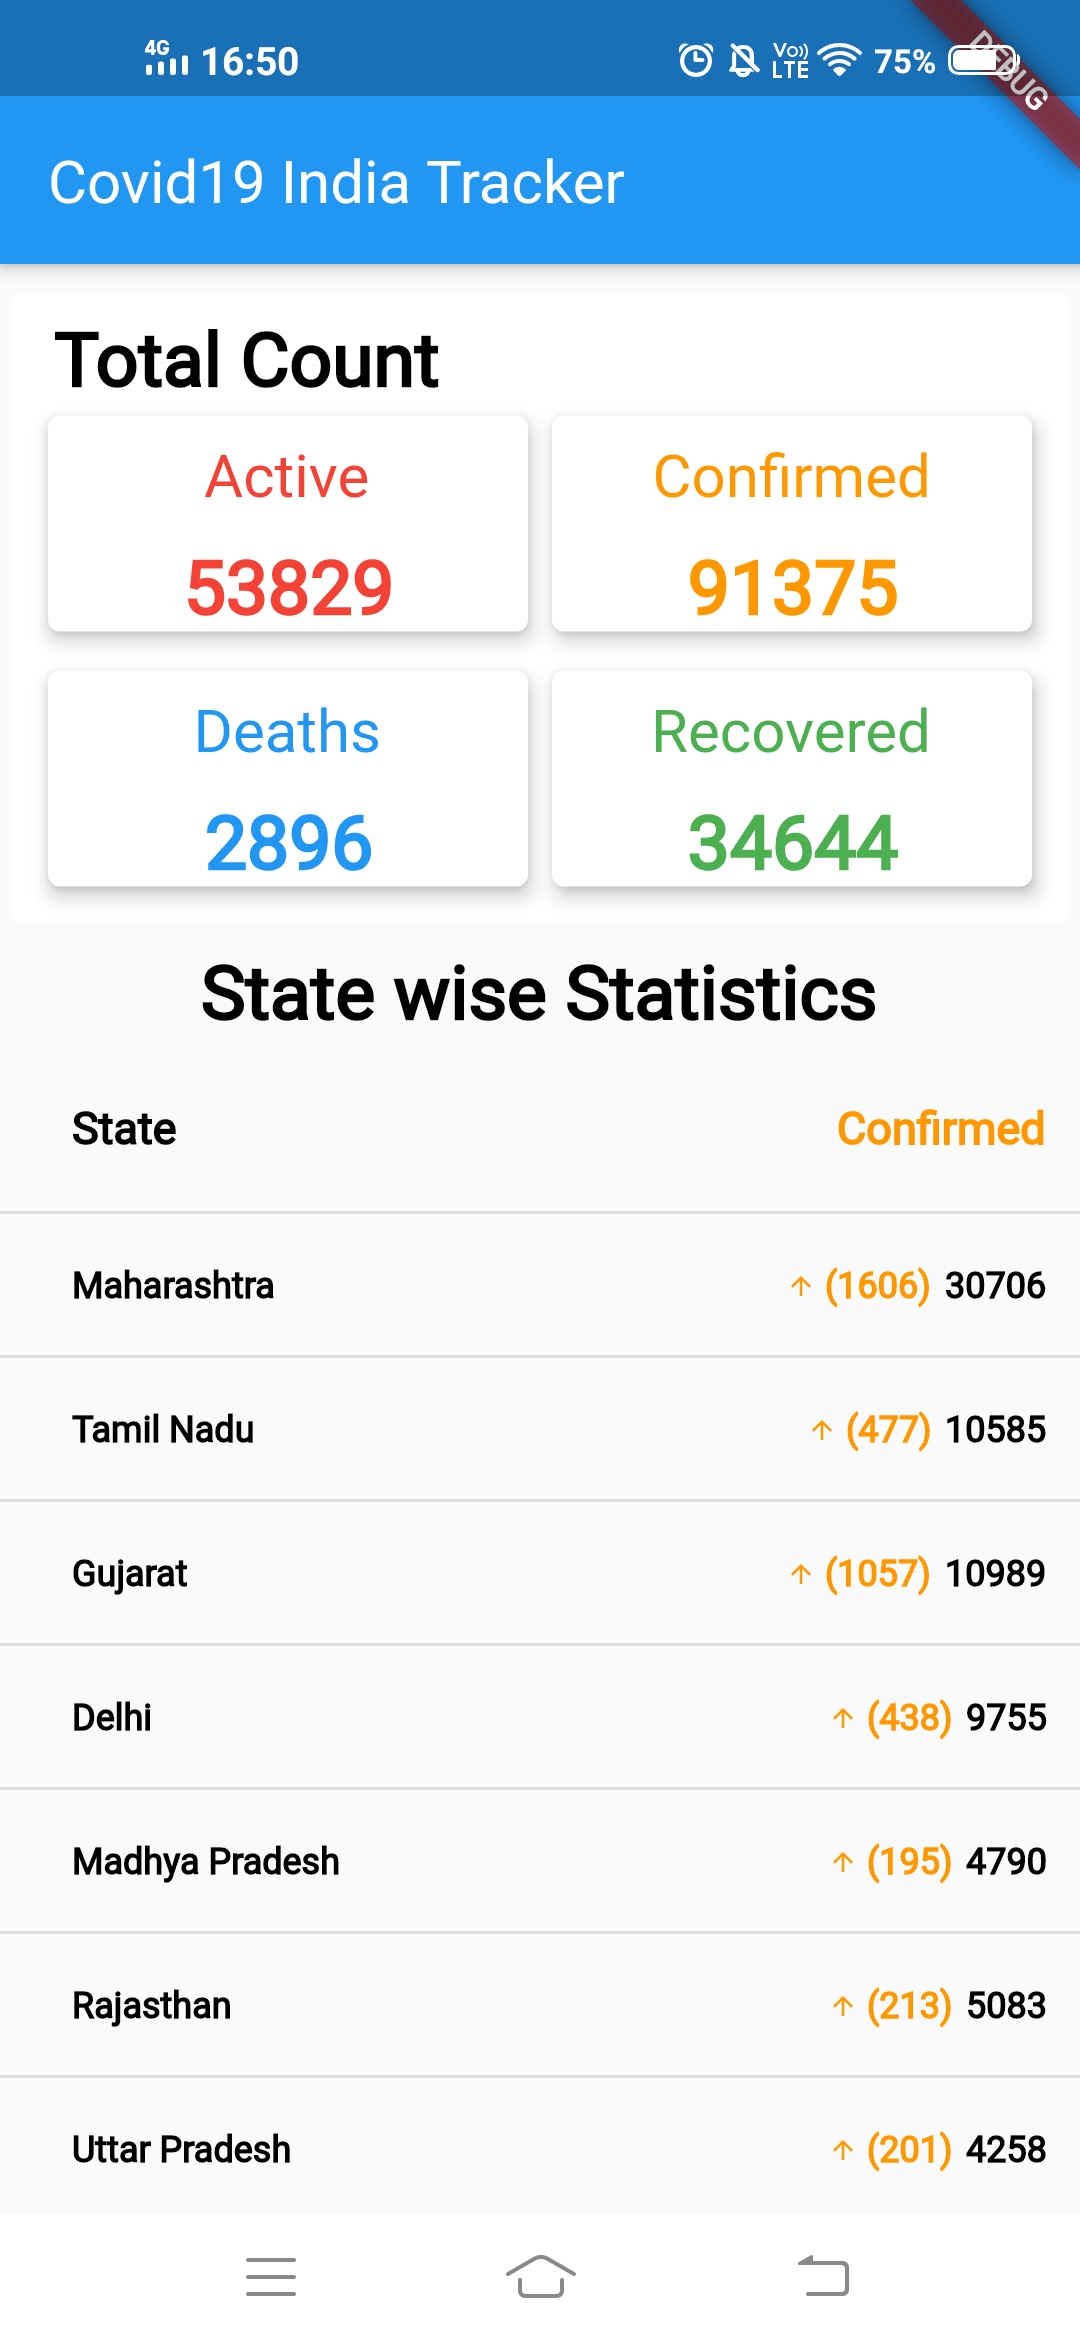 4G 16:50 Vo)) LTE 75%
DEBUG
Covid19 India Tracker
Total Count
Active Confirmed
53829 91375
Deaths Recovered
2896 34644
State wise Statistics
State Confirmed
Maharashtra ↑ (1606) 30706
Tamil Nadu ↑ (477) 10585
Gujarat ↑ (1057) 10989
Delhi ↑ (438) 9755
Madhya Pradesh ↑ (195) 4790
Rajasthan ↑ (213) 5083
Uttar Pradesh ↑ (201) 4258